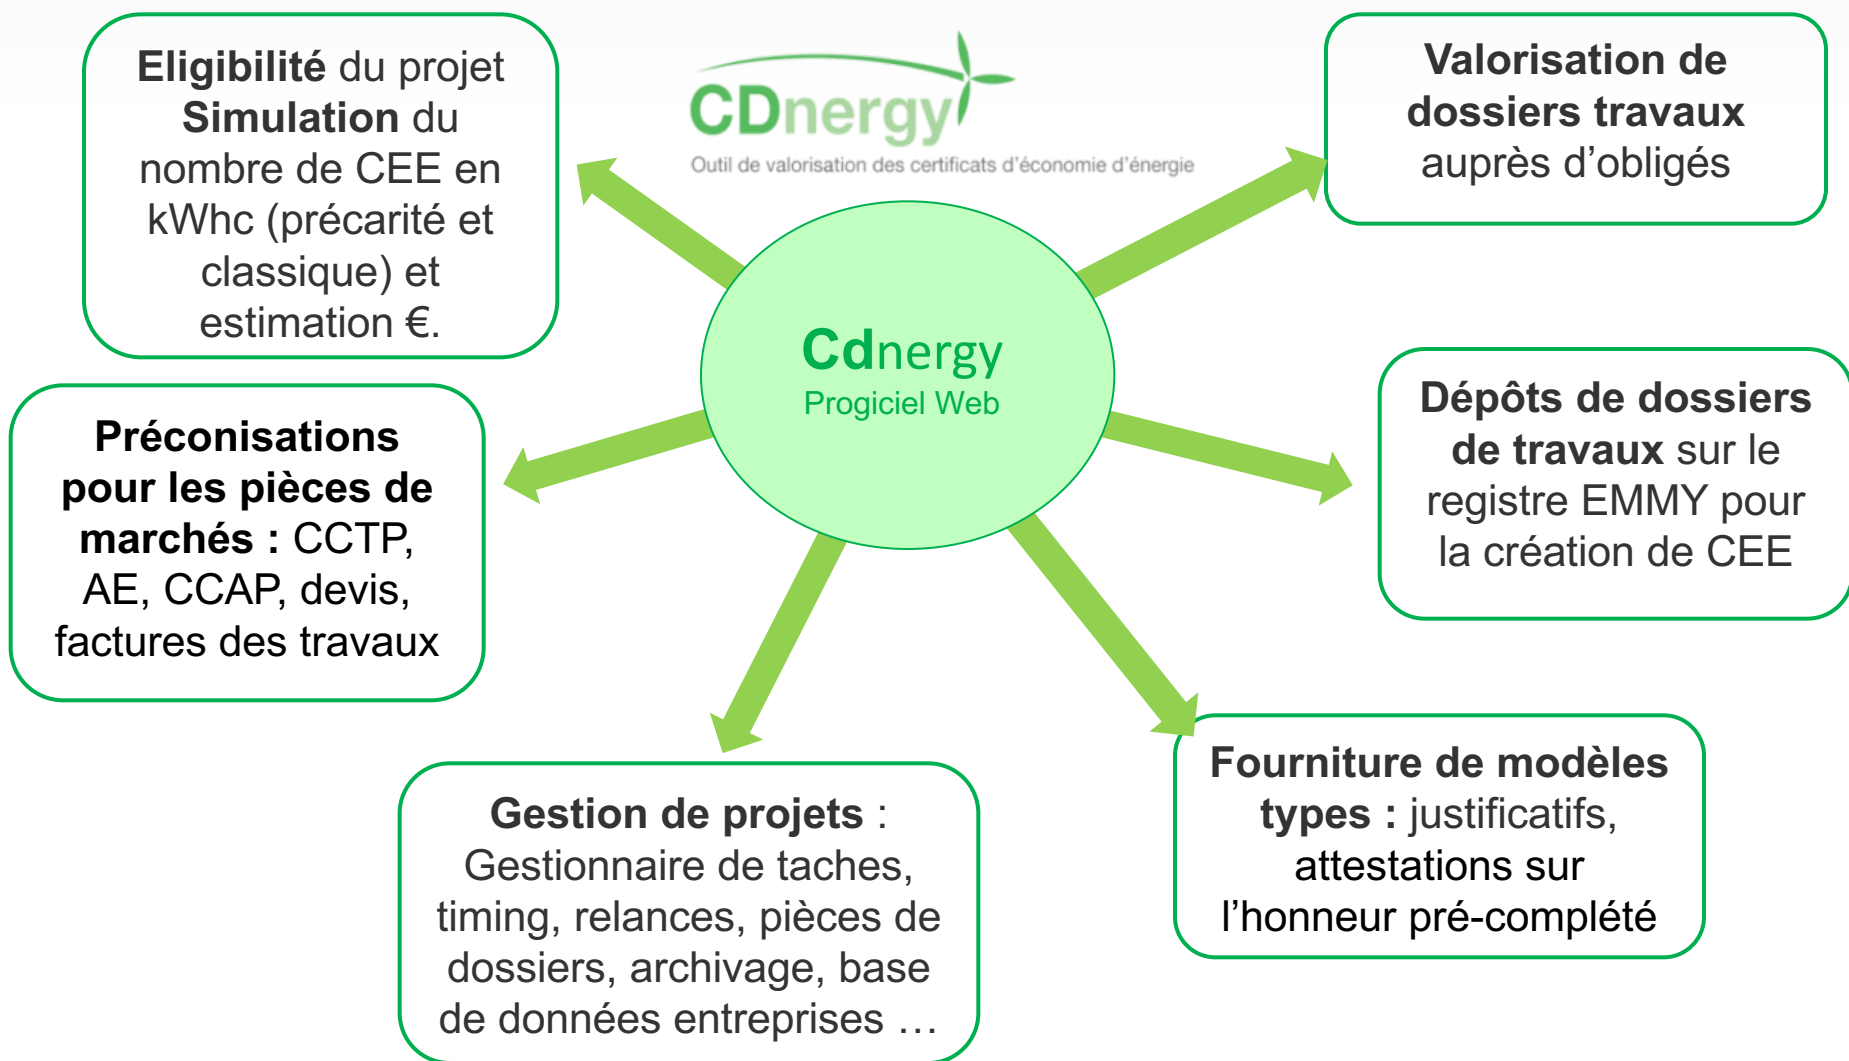 Eligibilité du projet
Simulation du
nombre de CEE en
kWhc (précarité et
classique) et
estimation €.
CDnergy
Outil de valorisation des certificats d'économie d'énergie
Valorisation de
dossiers travaux
auprès d’obligés
Cdnergy
Progiciel Web
Préconisations
pour les pièces de
marchés : CCTP,
AE, CCAP, devis,
factures des travaux
Dépôts de dossiers
de travaux sur le
registre EMMY pour
la création de CEE
Gestion de projets :
Gestionnaire de taches,
timing, relances, pièces de
dossiers, archivage, base
de données entreprises …
Fourniture de modèles
types : justificatifs,
attestations sur
l’honneur pré-complété